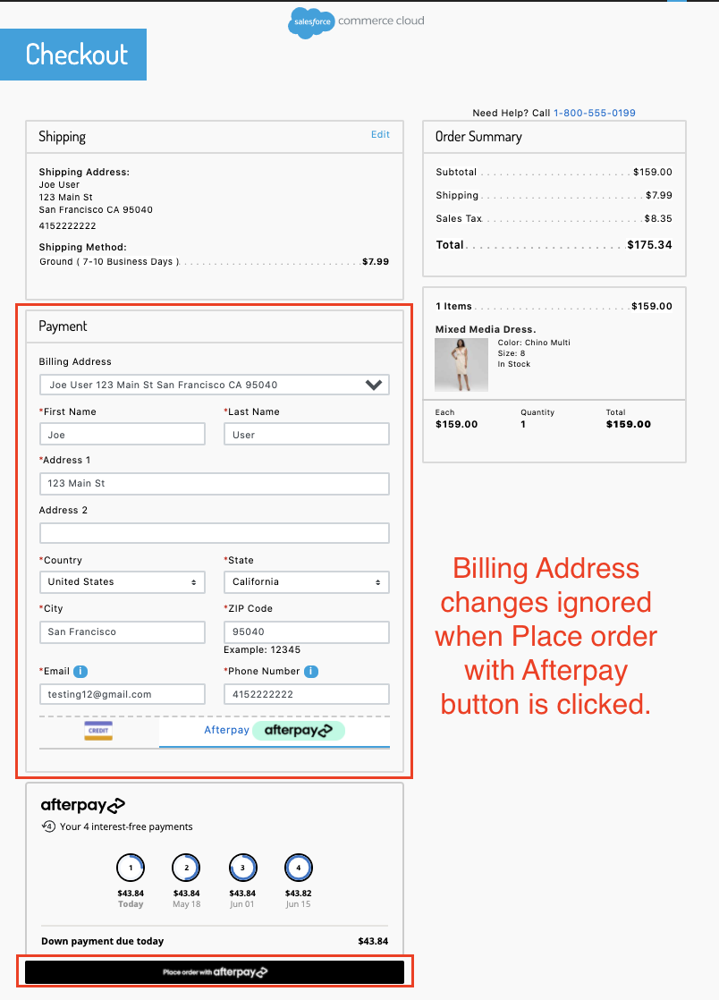 salesforce commerce cloud
Checkout
Need Help? Call 1-800-555-0199
Shipping Edit
Shipping Address:
Joe User
123 Main St
San Francisco CA 95040
4152222222
Shipping Method:
Ground ( 7-10 Business Days ) $7.99
Order Summary
Subtotal $159.00
Shipping $7.99
Sales Tax $8.35
Total $175.34
1 Items $159.00
Mixed Media Dress.
Color: Chino Multi
Size: 8
In Stock
Each Quantity Total
$159.00 1 $159.00
Payment
Billing Address
Joe User 123 Main St San Francisco CA 95040
*First Name *Last Name
Joe User
*Address 1
123 Main St
Address 2
*Country *State
United States California
*City *ZIP Code
San Francisco 95040
Example: 12345
*Email i *Phone Number i
testing12@gmail.com 4152222222
CREDIT Afterpay afterpay
Billing Address
changes ignored
when Place order
with Afterpay
button is clicked.
afterpay
4 Your 4 interest-free payments
1 2 3 4
$43.84 $43.84 $43.84 $43.82
Today May 18 Jun 01 Jun 15
Down payment due today $43.84
Place order with afterpay